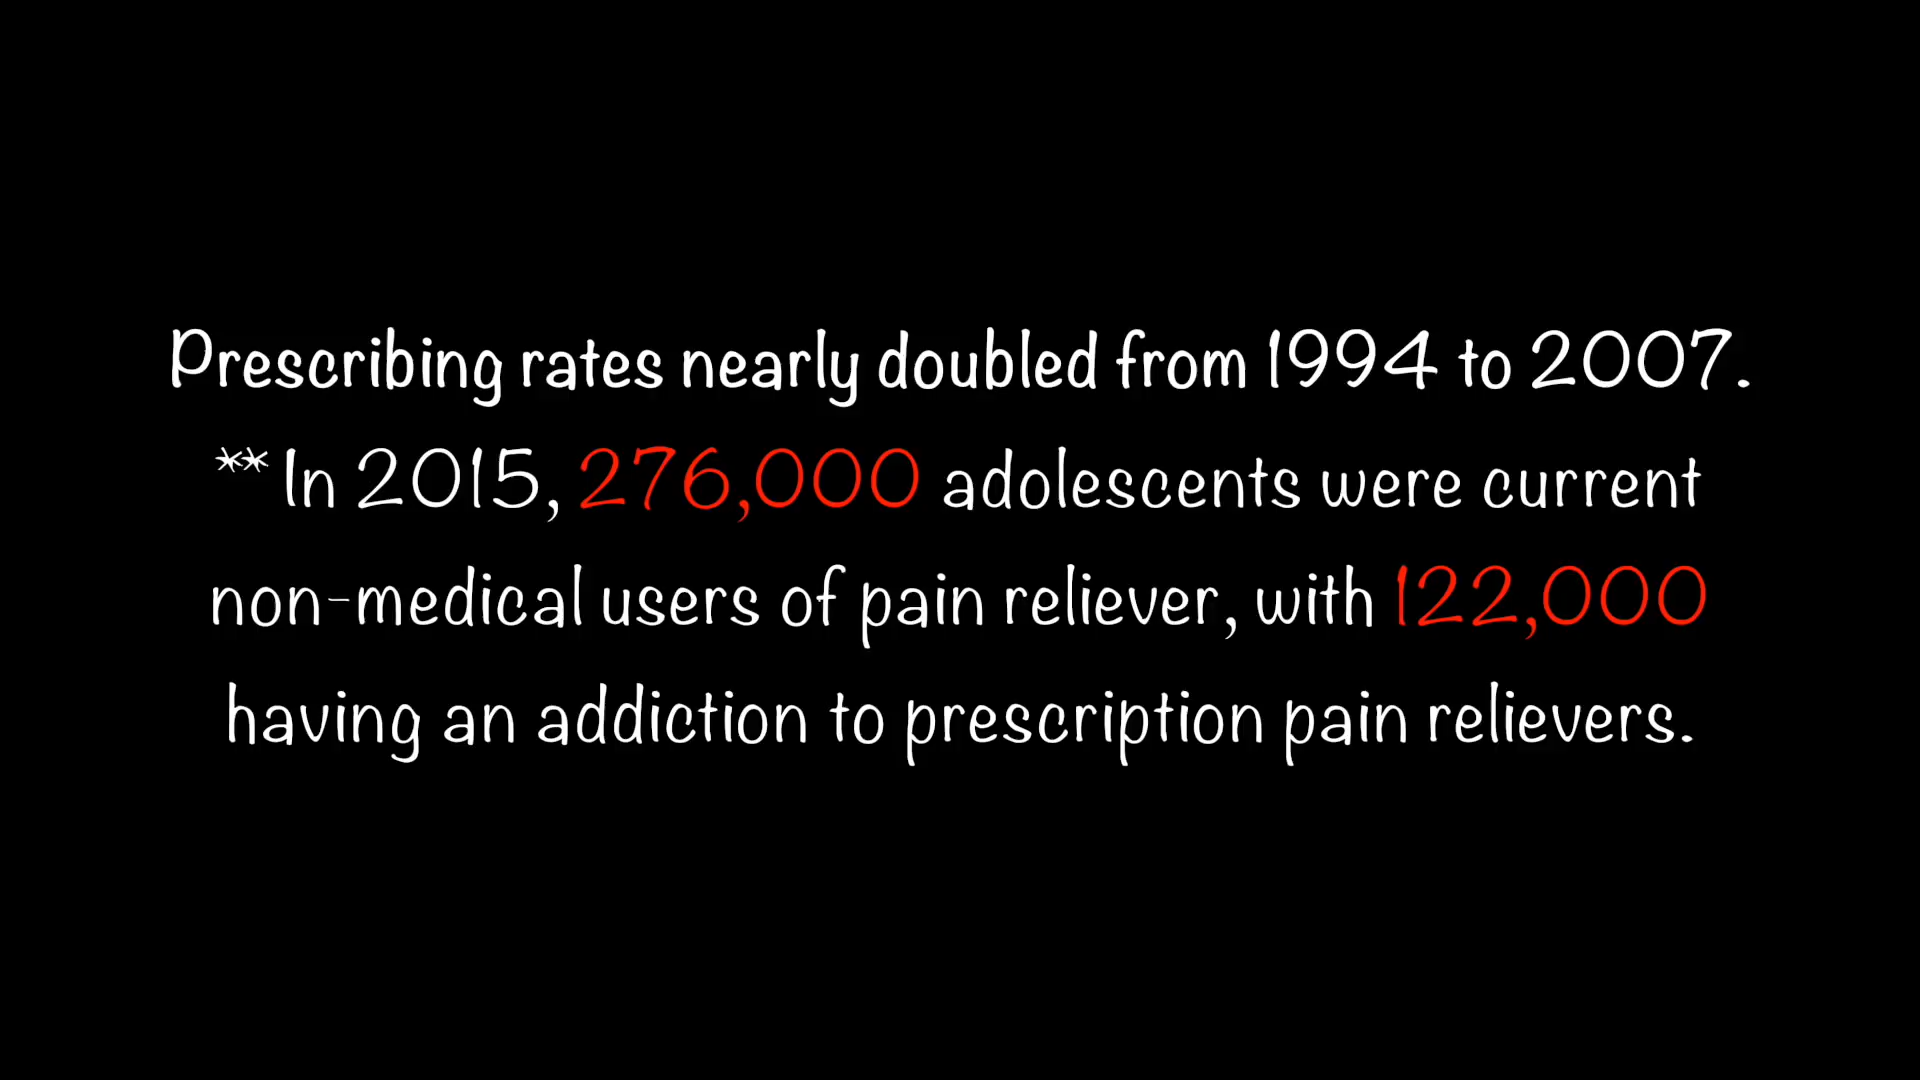 Prescribing rates nearly doubled from 1994 to 2007.
** In 2015, 276,000 adolescents were current
non-medical users of pain reliever, with 122,000
having an addiction to prescription pain relievers.